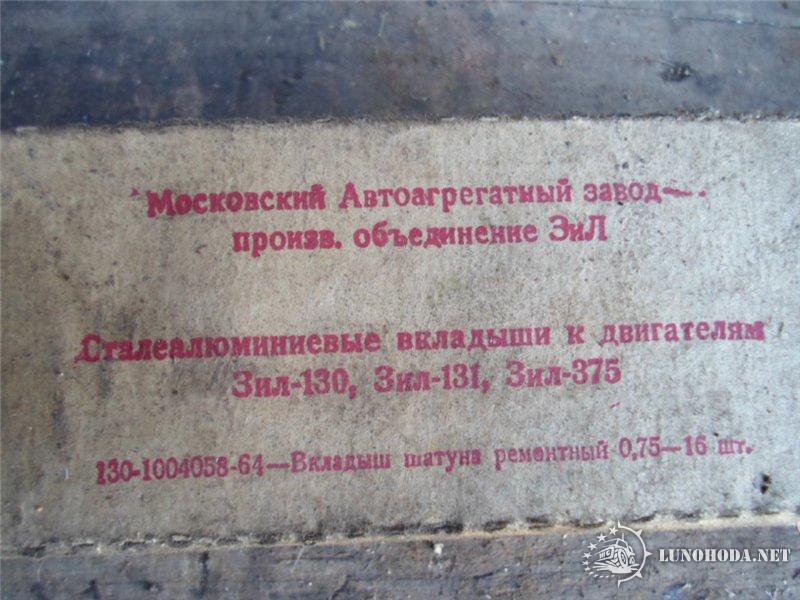 Московский Автоагрегатный завод—
произв. объединение ЗиЛ
Сталеалюминиевые вкладыши к двигателям
Зил-130, Зил-131, Зил-375
130-1004058-64—Вкладыш шатуна ремонтный 0,75—16 шт.
LUNOHODA.NET